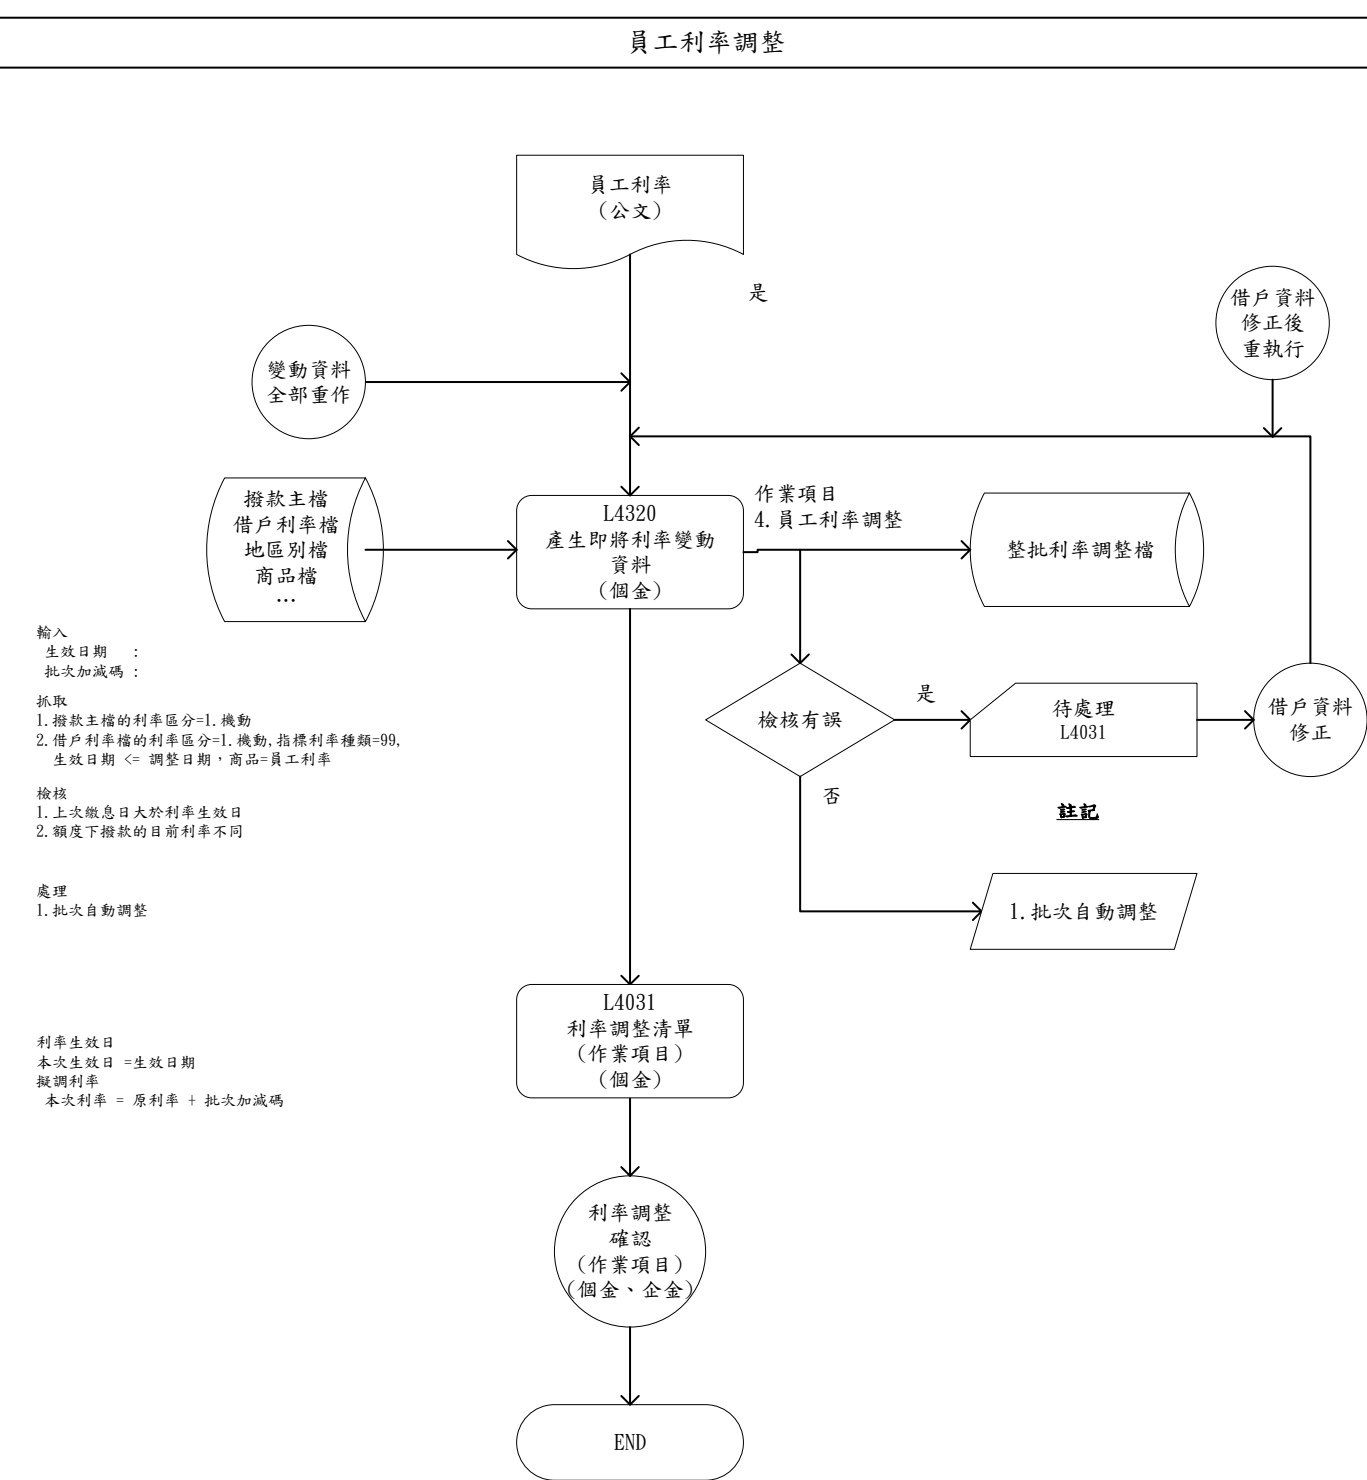 員工利率調整
員工利率
(公文)
是
借戶資料
修正後
重執行
變動資料
全部重作
撥款主檔
借戶利率檔
地區別檔
商品檔
…
L4320
產生即將利率變動
資料
(個金)
作業項目
4.員工利率調整
整批利率調整檔
輸入
生效日期 :
批次加減碼 :
抓取
1.撥款主檔的利率區分=1.機動
2.借戶利率檔的利率區分=1.機動,指標利率種類=99,
生效日期 <= 調整日期，商品=員工利率
檢核
1.上次繳息日大於利率生效日
2.額度下撥款的目前利率不同
處理
1.批次自動調整
檢核有誤
是
待處理
L4031
借戶資料
修正
否
註記
1.批次自動調整
L4031
利率調整清單
(作業項目)
(個金)
利率生效日
本次生效日 =生效日期
擬調利率
本次利率 = 原利率 + 批次加減碼
利率調整
確認
(作業項目)
(個金、企金)
END